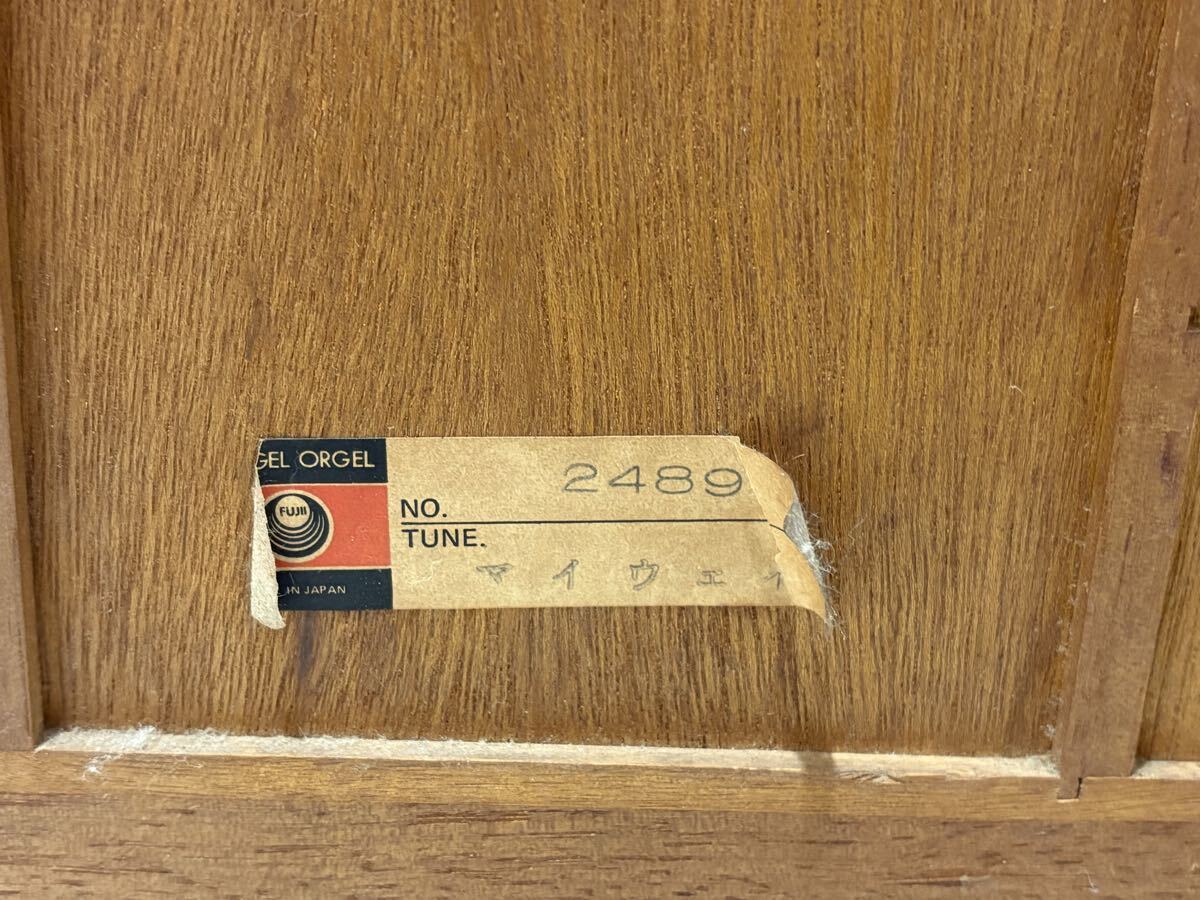 GEL ORGEL
FUJII
IN JAPAN
NO. 2489
TUNE.
マイウェイ